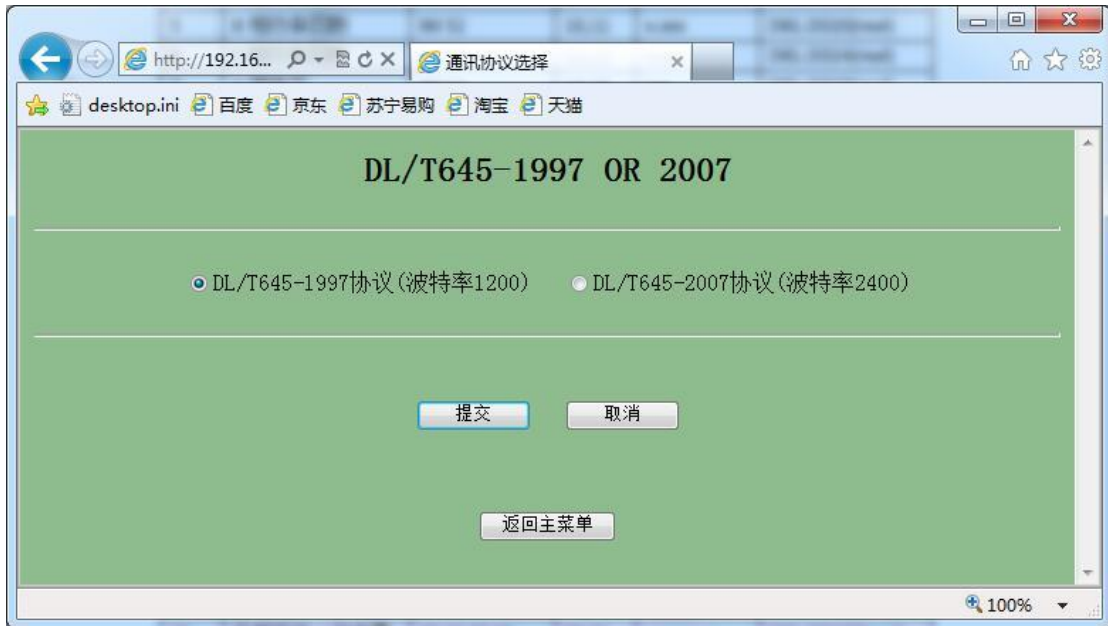 http://192.16...
通讯协议选择
desktop.ini 百度 京东 苏宁易购 淘宝 天猫
DL/T645-1997 OR 2007
DL/T645-1997协议(波特率1200) DL/T645-2007协议(波特率2400)
提交 取消
返回主菜单
100%